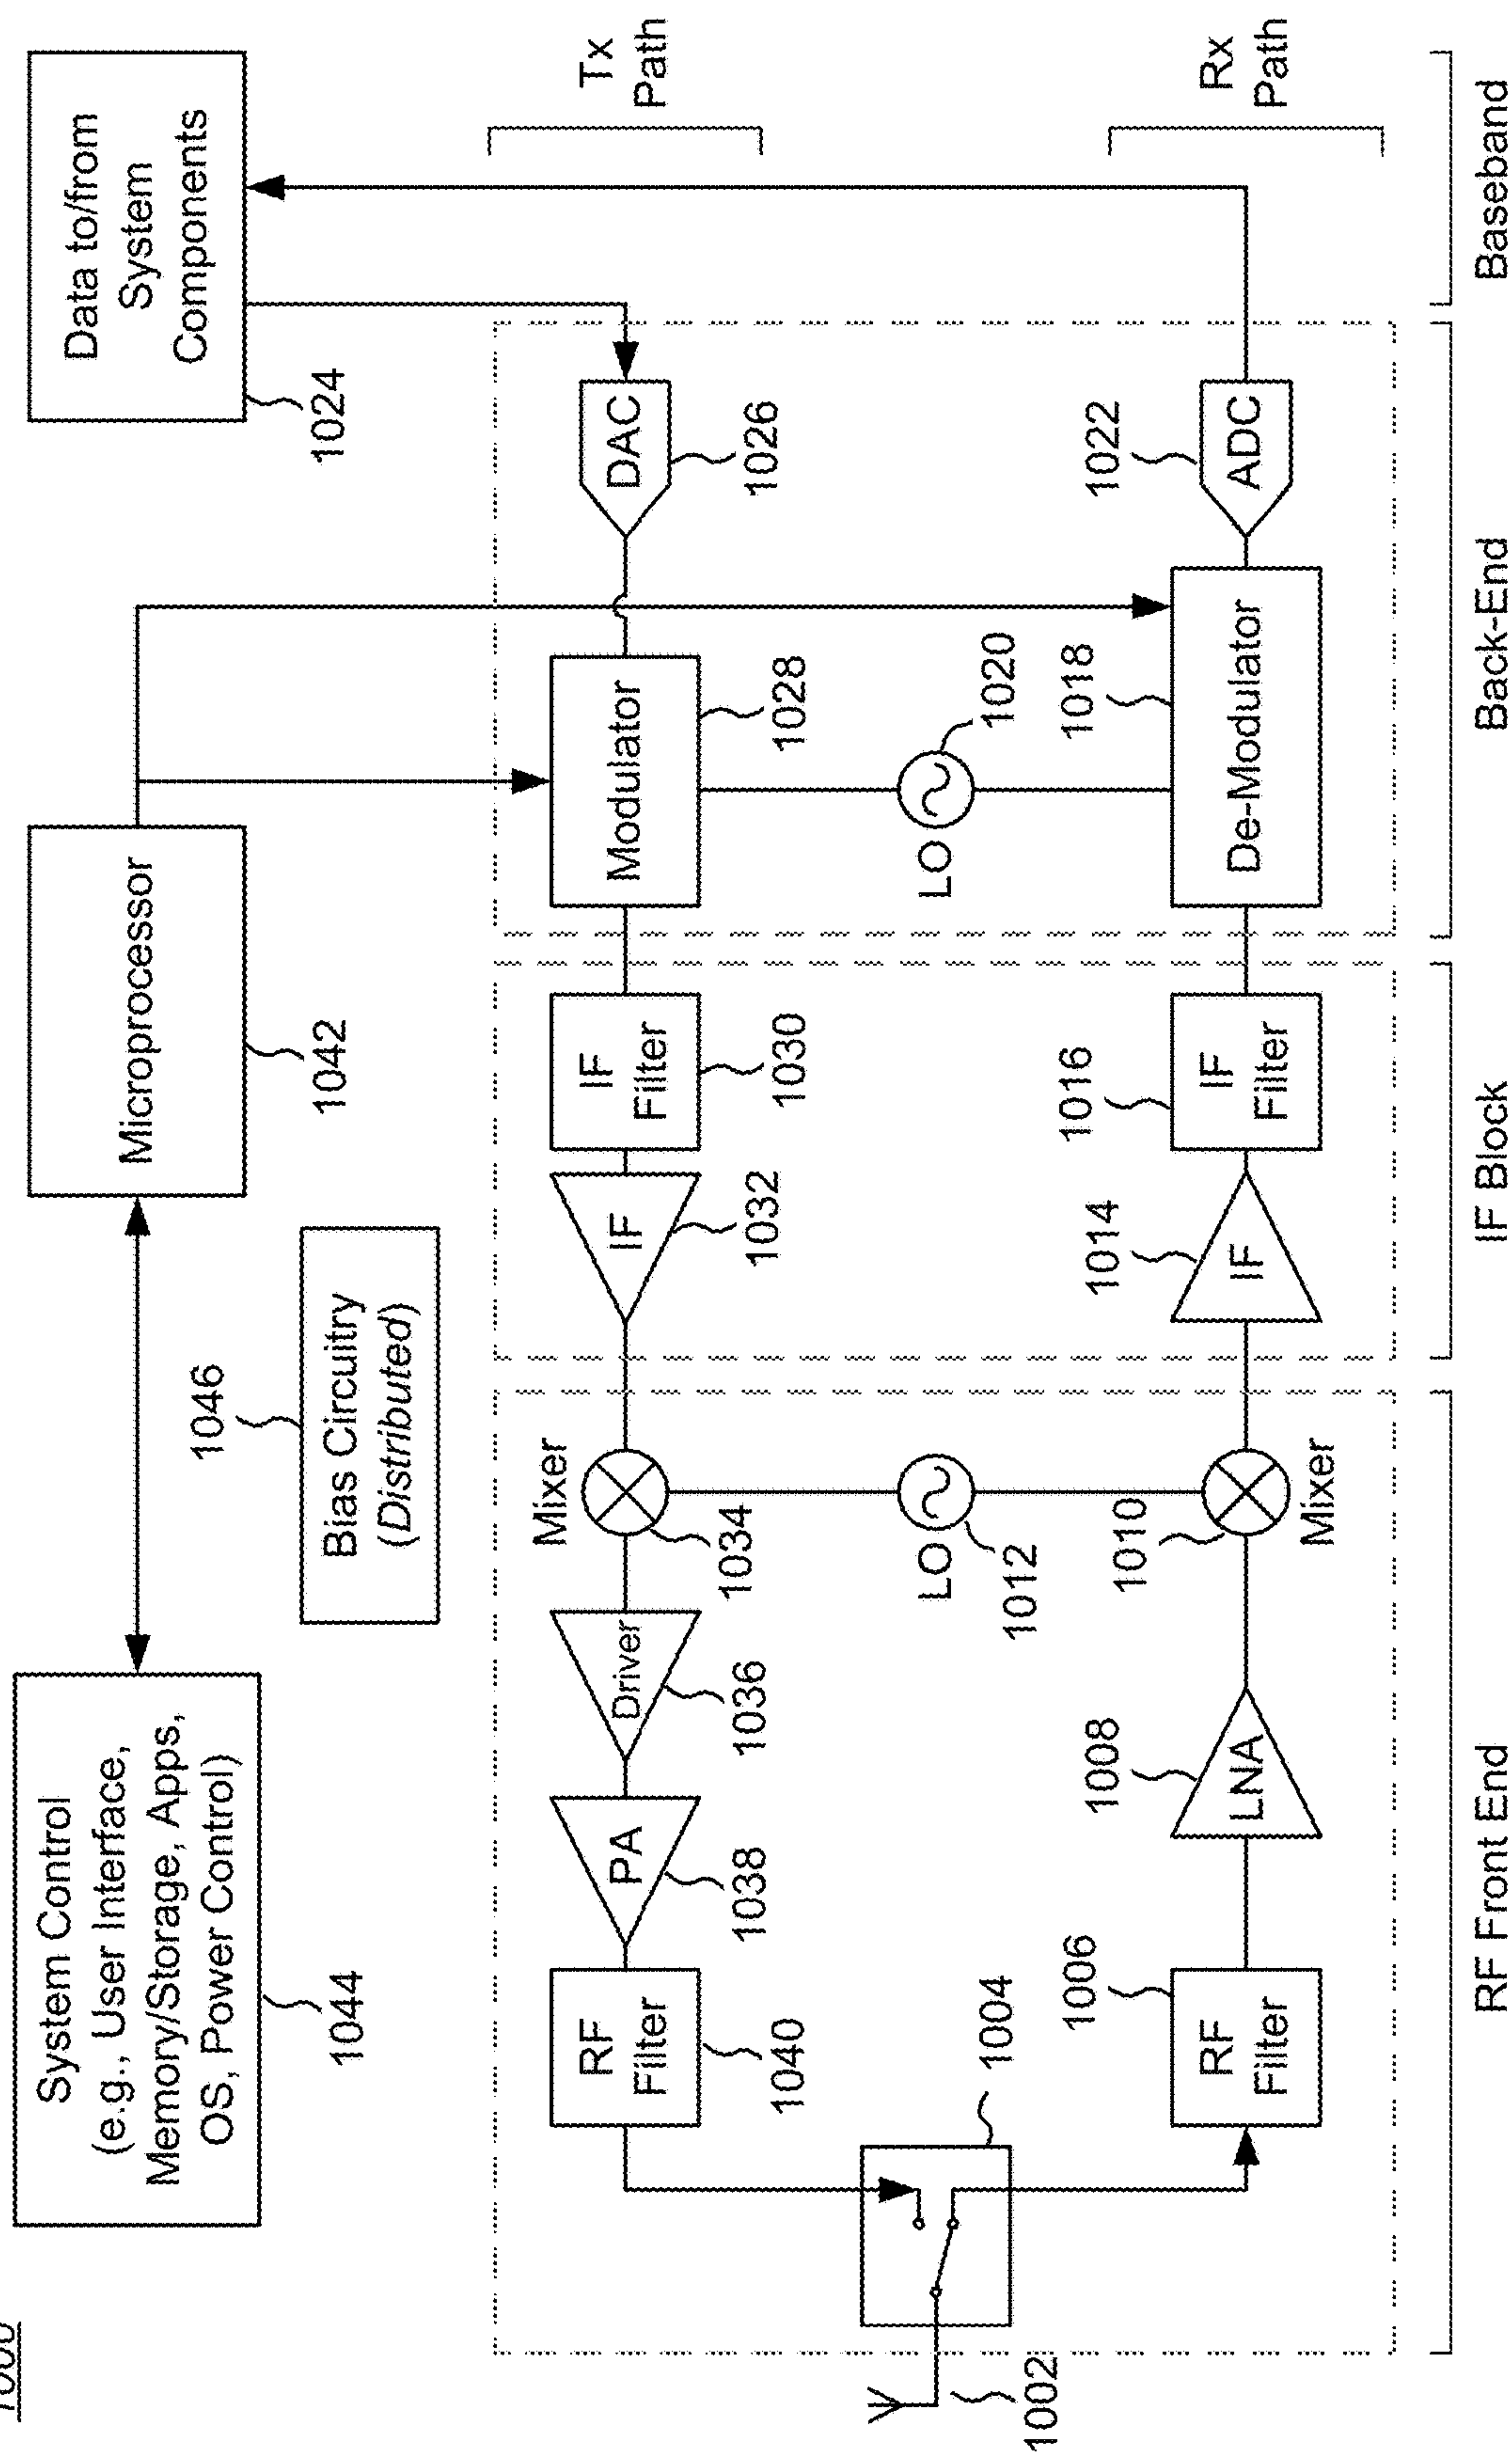 1000
System Control
(e.g., User Interface,
Memory/Storage, Apps,
OS, Power Control)
1044
Microprocessor
1042
Data to/from
System
Components
1024
1046
Bias Circuitry
(Distributed)
Tx
Path
RF
Filter
1040
PA
1038
Driver
1036
Mixer
1034
IF
1032
IF
Filter
1030
Modulator
1028
DAC
1026
1002
1004
LO
1012
LO
1020
Rx
Path
RF
Filter
1006
LNA
1008
1010
Mixer
IF
1014
IF
Filter
1016
De-Modulator
1018
ADC
1022
RF Front End
IF Block
Back-End
Baseband